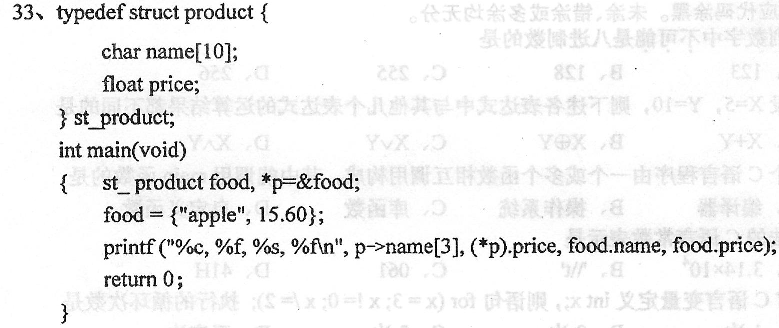 33、typedef struct product {
char name[10];
float price;
} st_product;
int main(void)
{ st_ product food, *p=&food;
food = {"apple", 15.60};
printf ("%c, %f, %s, %f\n", p->name[3], (*p).price, food.name, food.price);
return 0;
}